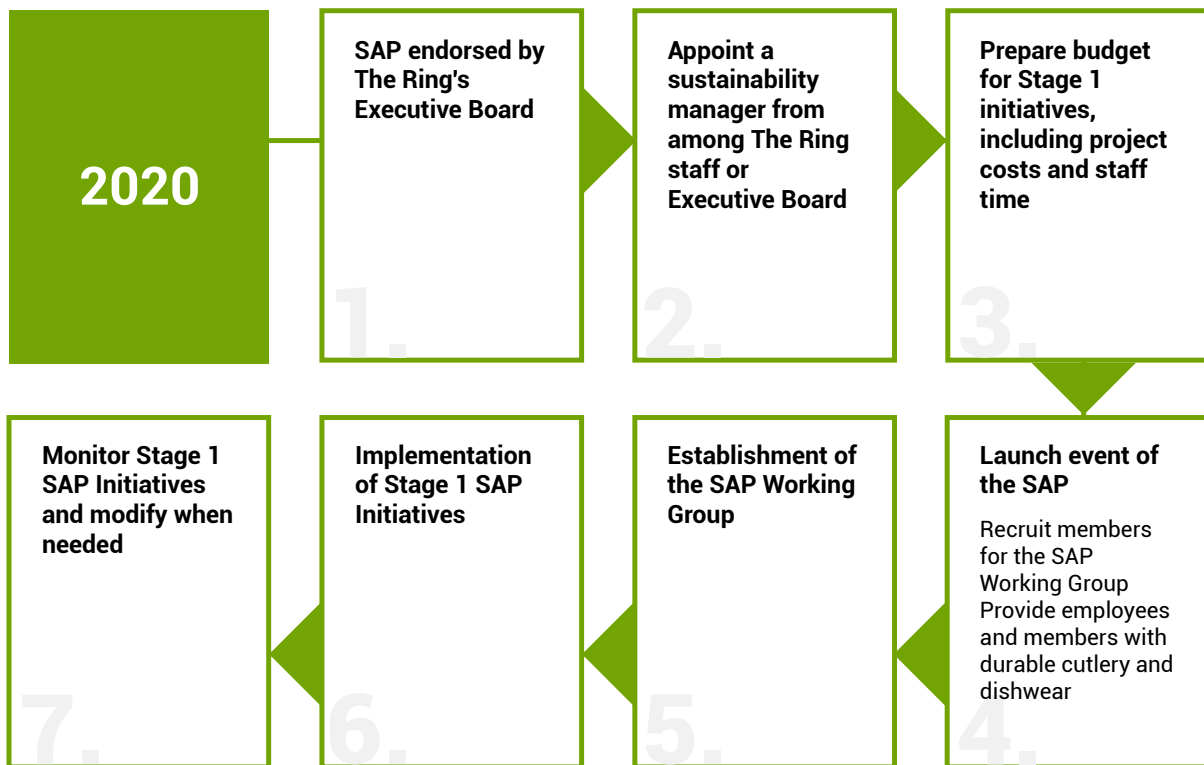 2020
SAP endorsed by
The Ring's
Executive Board
1.
Appoint a
sustainability
manager from
among The Ring
staff or
Executive Board
2.
Prepare budget
for Stage 1
initiatives,
including project
costs and staff
time
3.
Launch event of
the SAP
Recruit members
for the SAP
Working Group
Provide employees
and members with
durable cutlery and
dishwear
4.
Establishment of
the SAP Working
Group
5.
Implementation
of Stage 1 SAP
Initiatives
6.
Monitor Stage 1
SAP Initiatives
and modify when
needed
7.